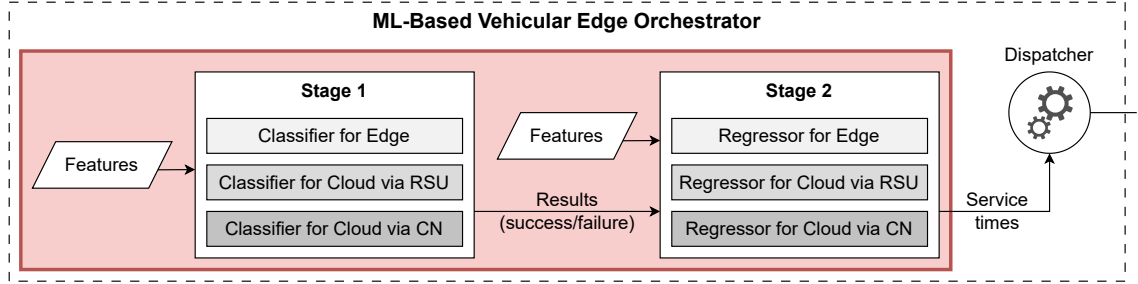 ML-Based Vehicular Edge Orchestrator
Stage 1
Classifier for Edge
Classifier for Cloud via RSU
Classifier for Cloud via CN
Features
Results
(success/failure)
Features
Stage 2
Regressor for Edge
Regressor for Cloud via RSU
Regressor for Cloud via CN
Service
times
Dispatcher